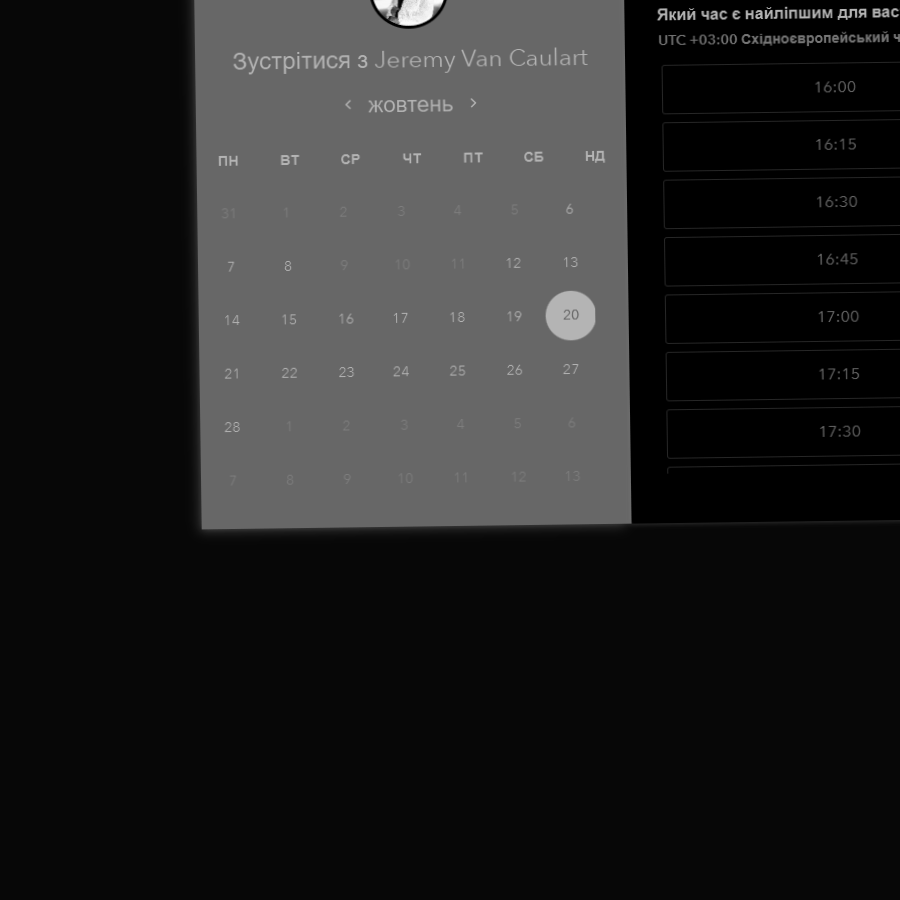 Зустрітися з Jeremy Van Caulart
< жовтень >
ПН ВТ СР ЧТ ПТ СБ НД
31 1 2 3 4 5 6
7 8 9 10 11 12 13
14 15 16 17 18 19 20
21 22 23 24 25 26 27
28 1 2 3 4 5 6
7 8 9 10 11 12 13
Який час є найліпшим для вас
UTC +03:00 Східноєвропейський
16:00
16:15
16:30
16:45
17:00
17:15
17:30